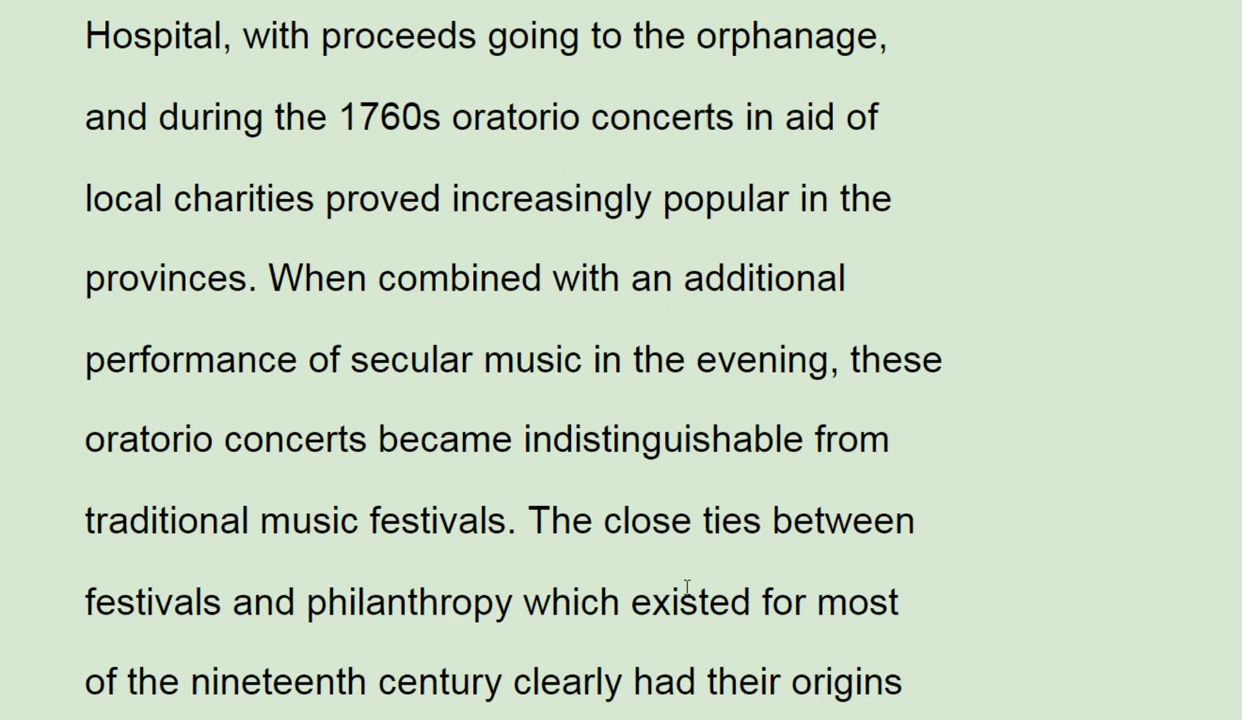 Hospital, with proceeds going to the orphanage,
and during the 1760s oratorio concerts in aid of
local charities proved increasingly popular in the
provinces. When combined with an additional
performance of secular music in the evening, these
oratorio concerts became indistinguishable from
traditional music festivals. The close ties between
festivals and philanthropy which existed for most
of the nineteenth century clearly had their origins